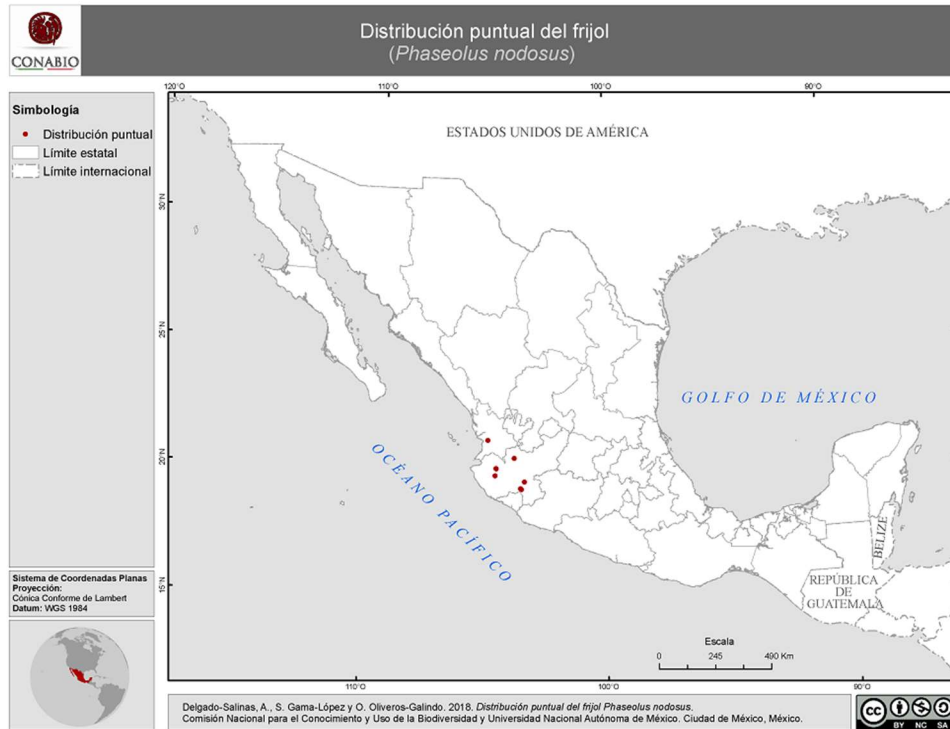 CONABIO
Distribución puntual del frijol
(Phaseolus nodosus)
Simbología
Distribución puntual
Límite estatal
Límite internacional
120°O
110°O
100°O
90°O
30°N
25°N
20°N
15°N
ESTADOS UNIDOS DE AMÉRICA
GOLFO DE MÉXICO
OCÉANO PACÍFICO
BELIZE
REPÚBLICA
DE
GUATEMALA
Escala
0 245 490 Km
110°O
100°O
90°O
Sistema de Coordenadas Planas
Proyección:
Cónica Conforme de Lambert
Datum: WGS 1984
Delgado-Salinas, A., S. Gama-López y O. Oliveros-Galindo. 2018. Distribución puntual del frijol Phaseolus nodosus.
Comisión Nacional para el Conocimiento y Uso de la Biodiversidad y Universidad Nacional Autónoma de México. Ciudad de México, México.
cc
BY NC SA